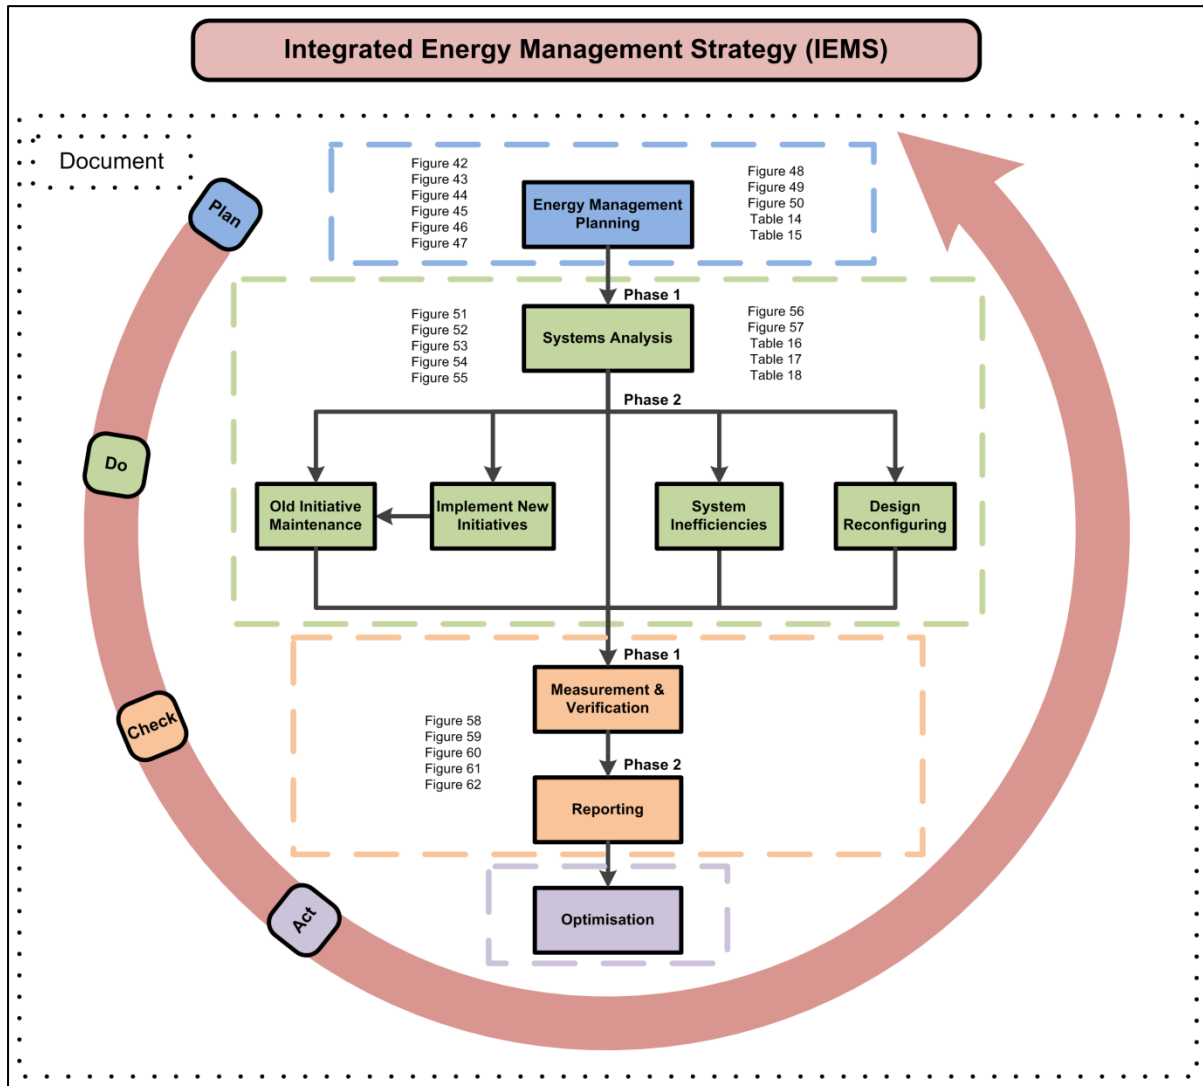 Integrated Energy Management Strategy (IEMS)
Document
Plan
Figure 42
Figure 43
Figure 44
Figure 45
Figure 46
Figure 47
Energy Management
Planning
Figure 48
Figure 49
Figure 50
Table 14
Table 15
Phase 1
Figure 51
Figure 52
Figure 53
Figure 54
Figure 55
Systems Analysis
Figure 56
Figure 57
Table 16
Table 17
Table 18
Phase 2
Do
Old Initiative
Maintenance
Implement New
Initiatives
System
Inefficiencies
Design
Reconfiguring
Phase 1
Measurement &
Verification
Check
Figure 58
Figure 59
Figure 60
Figure 61
Figure 62
Phase 2
Reporting
Act
Optimisation